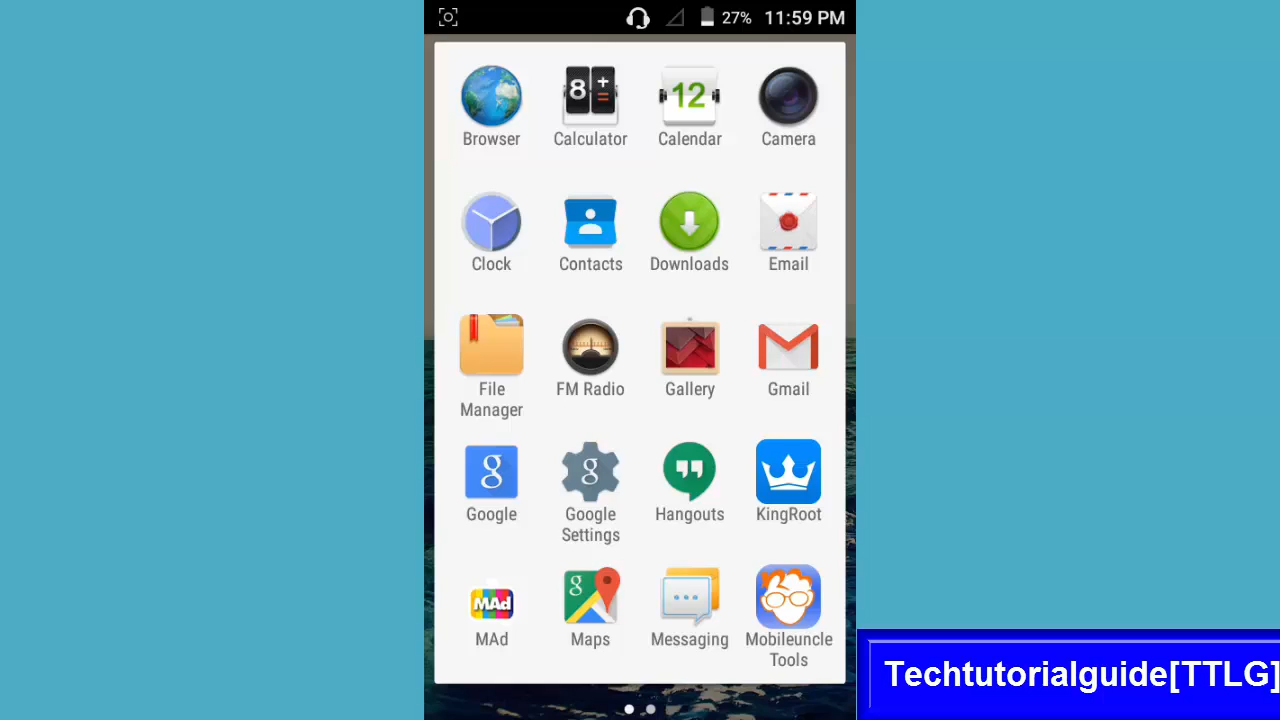 27% 11:59 PM
8 + =
12
Browser Calculator Calendar Camera
Clock Contacts Downloads Email
File Manager FM Radio Gallery Gmail
g g
Google Google Settings Hangouts KingRoot
MAd g
MAd Maps Messaging Mobileuncle Tools
Techtutorialguide[TTLG]